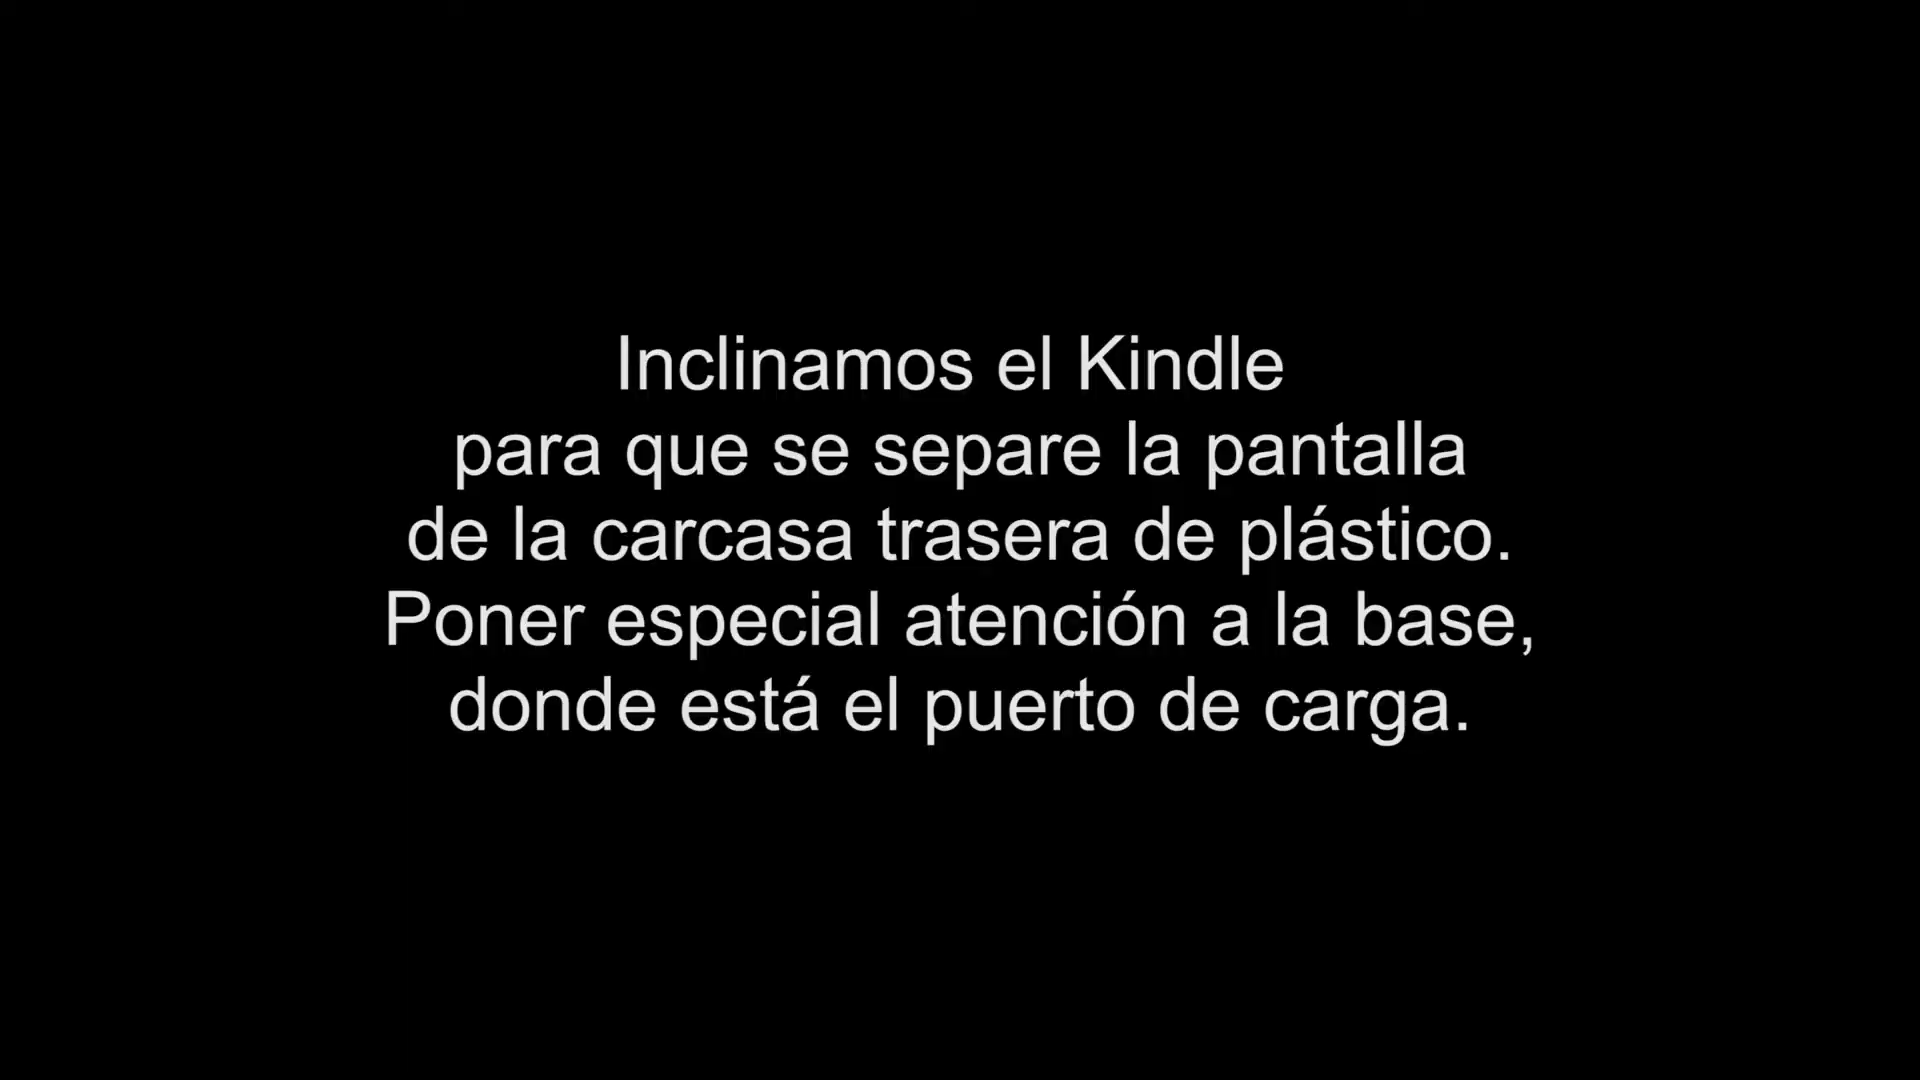 Inclinamos el Kindle
para que se separe la pantalla
de la carcasa trasera de plástico.
Poner especial atención a la base,
donde está el puerto de carga.